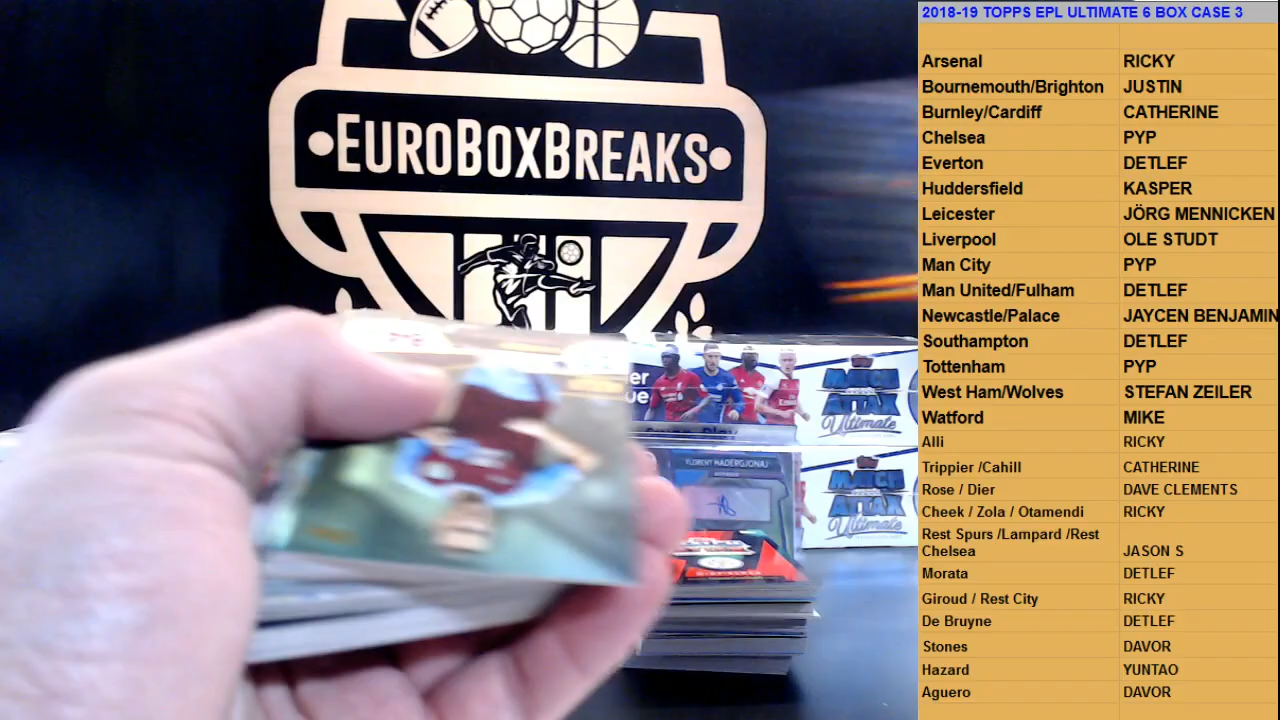 EUROBOXBREAKS
MATCH
ATTAX
Ultimate
FLORENT HADERGJONAJ
MATCH
ATTAX
Ultimate
2018-19 TOPPS EPL ULTIMATE 6 BOX CASE 3
Arsenal RICKY
Bournemouth/Brighton JUSTIN
Burnley/Cardiff CATHERINE
Chelsea PYP
Everton DETLEF
Huddersfield KASPER
Leicester JÖRG MENNICKEN
Liverpool OLE STUDT
Man City PYP
Man United/Fulham DETLEF
Newcastle/Palace JAYCEN BENJAMIN
Southampton DETLEF
Tottenham PYP
West Ham/Wolves STEFAN ZEILER
Watford MIKE
Alli RICKY
Trippier /Cahill CATHERINE
Rose / Dier DAVE CLEMENTS
Cheek / Zola / Otamendi RICKY
Rest Spurs /Lampard /Rest
Chelsea JASON S
Morata DETLEF
Giroud / Rest City RICKY
De Bruyne DETLEF
Stones DAVOR
Hazard YUNTAO
Aguero DAVOR